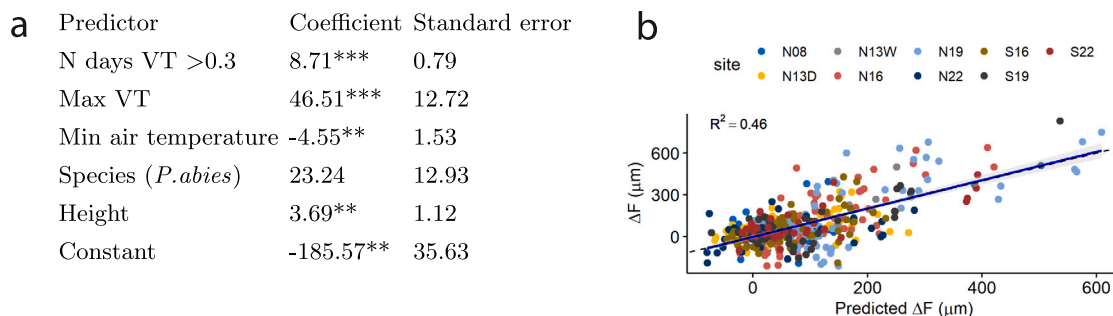 a
Predictor Coefficient Standard error
N days VT >0.3 8.71*** 0.79
Max VT 46.51*** 12.72
Min air temperature -4.55** 1.53
Species (P.abies) 23.24 12.93
Height 3.69** 1.12
Constant -185.57** 35.63
b
site
N08 N13W N19 S16 S22
N13D N16 N22 S19
R² = 0.46
600
300
0
ΔF (μm)
0 200 400 600
Predicted ΔF (μm)